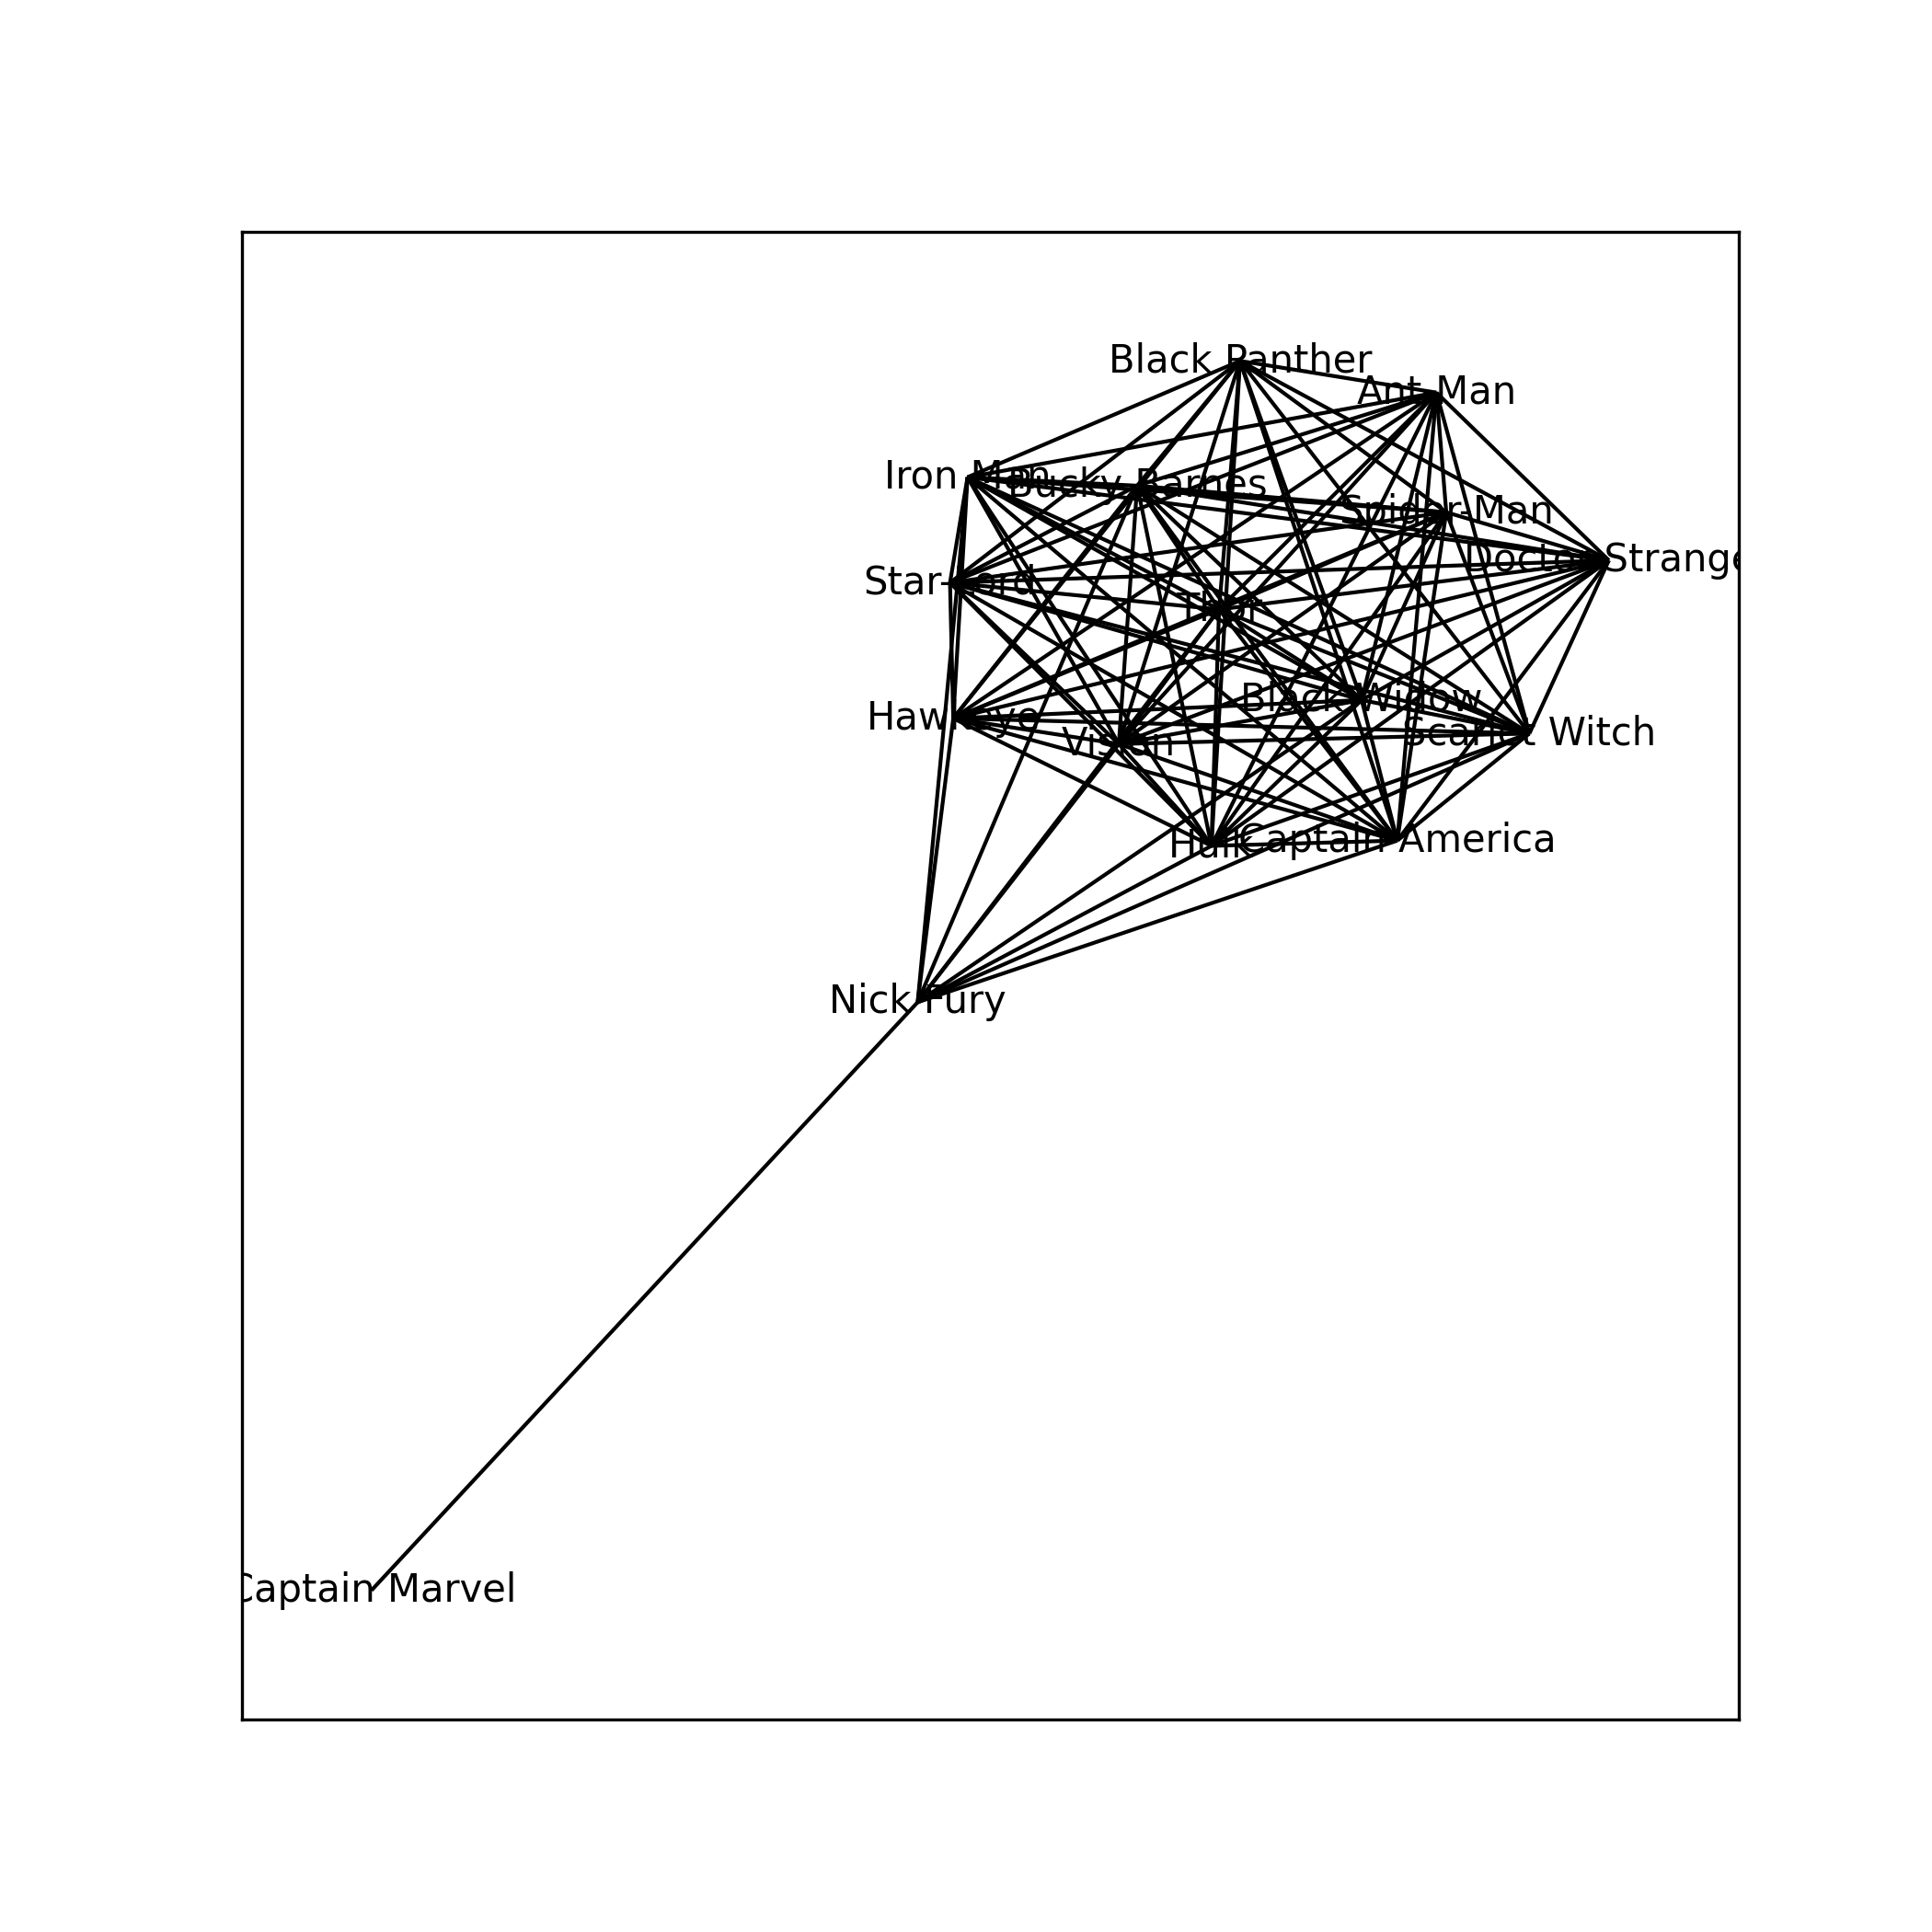 Black Panther
Ant-Man
Iron Man
Bucky Barnes
Spider-Man
Doctor Strange
Star-Lord
Thor
Black Widow
Hawkeye
Scarlet Witch
Vision
Captain America
Hulk
Nick Fury
Captain Marvel